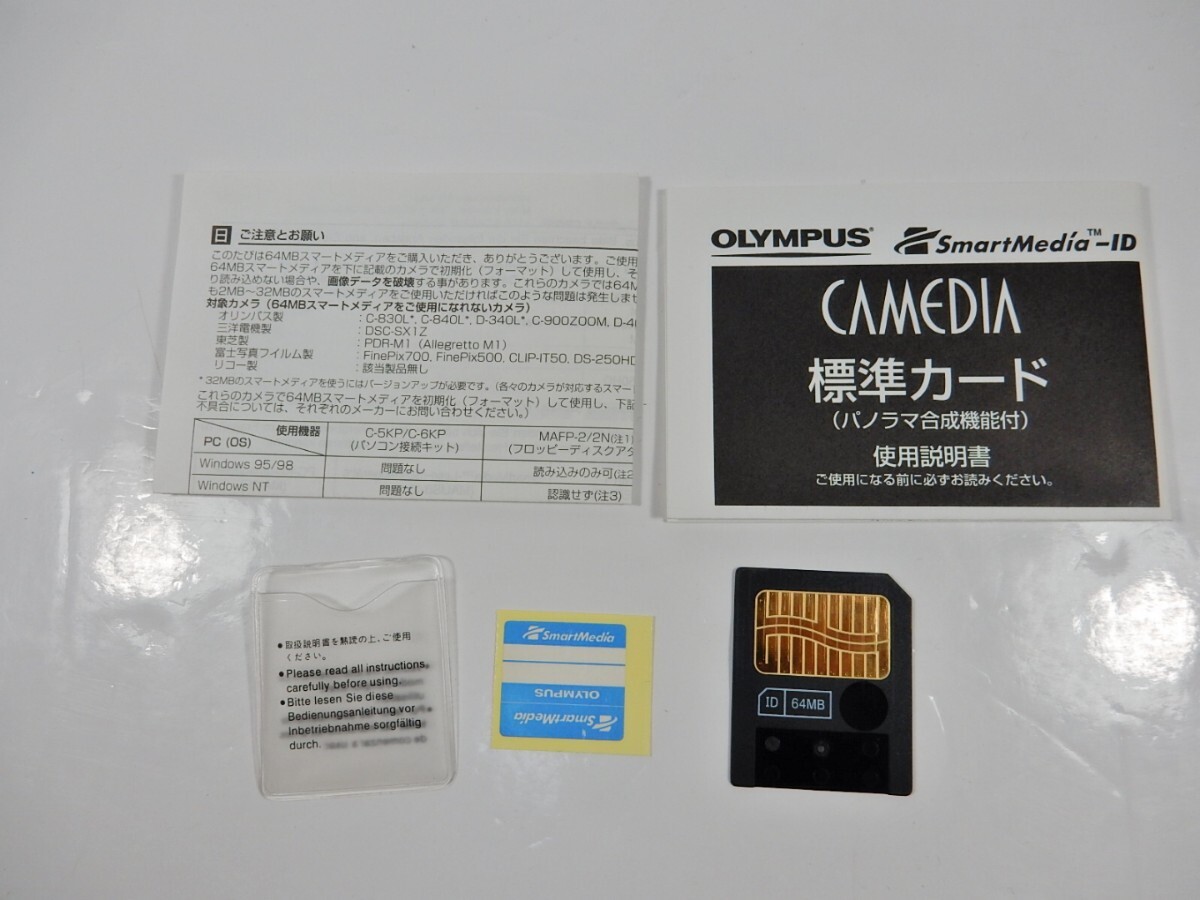 日 ご注意とお願い
このたびは64MBスマートメディアをご購入いただき、ありがとうございます。ご使用
64MBスマートメディアを下に記載のカメラで初期化（フォーマット）して使用し、そ
り読み込めない場合や、画像データを破壊する事があります。これらのカメラでは64M
も2MB〜32MBのスマートメディアをご使用いただければこのような問題は発生しませ
対象カメラ（64MBスマートメディアをご使用になれないカメラ）
オリンパス製 : C-830L*, C-840L*, D-340L*, C-900ZOOM, D-40
三洋電機製 : DSC-SX1Z
東芝製 : PDR-M1 (Allegretto M1)
富士写真フイルム製 : FinePix700, FinePix500, CLIP-IT50, DS-250HD
リコー製 : 該当製品無し
* 32MBのスマートメディアを使うにはバージョンアップが必要です。（各々のカメラが対応するスマー
これらのカメラで64MBスマートメディアを初期化（フォーマット）して使用し、下記
不具合については、それぞれのメーカーにお問い合わせください。）
使用機器 C-5KP/C-6KP MAFP-2/2N(注1)
PC (OS) (パソコン接続キット) (フロッピーディスクアダ
Windows 95/98 問題なし 読み込みのみ可(注2
Windows NT 問題なし 認識せず(注3)
OLYMPUS SmartMedia™-ID
CAMEDIA
標準カード
(パノラマ合成機能付)
使用説明書
ご使用になる前に必ずお読みください。
●取扱説明書を熟読の上、ご使用
ください。
●Please read all instructions
carefully before using.
●Bitte lesen Sie diese
Bedienungsanleitung vor
Inbetriebnahme sorgfältig
durch.
SmartMedia
OLYMPUS
SmartMedia
ID 64MB